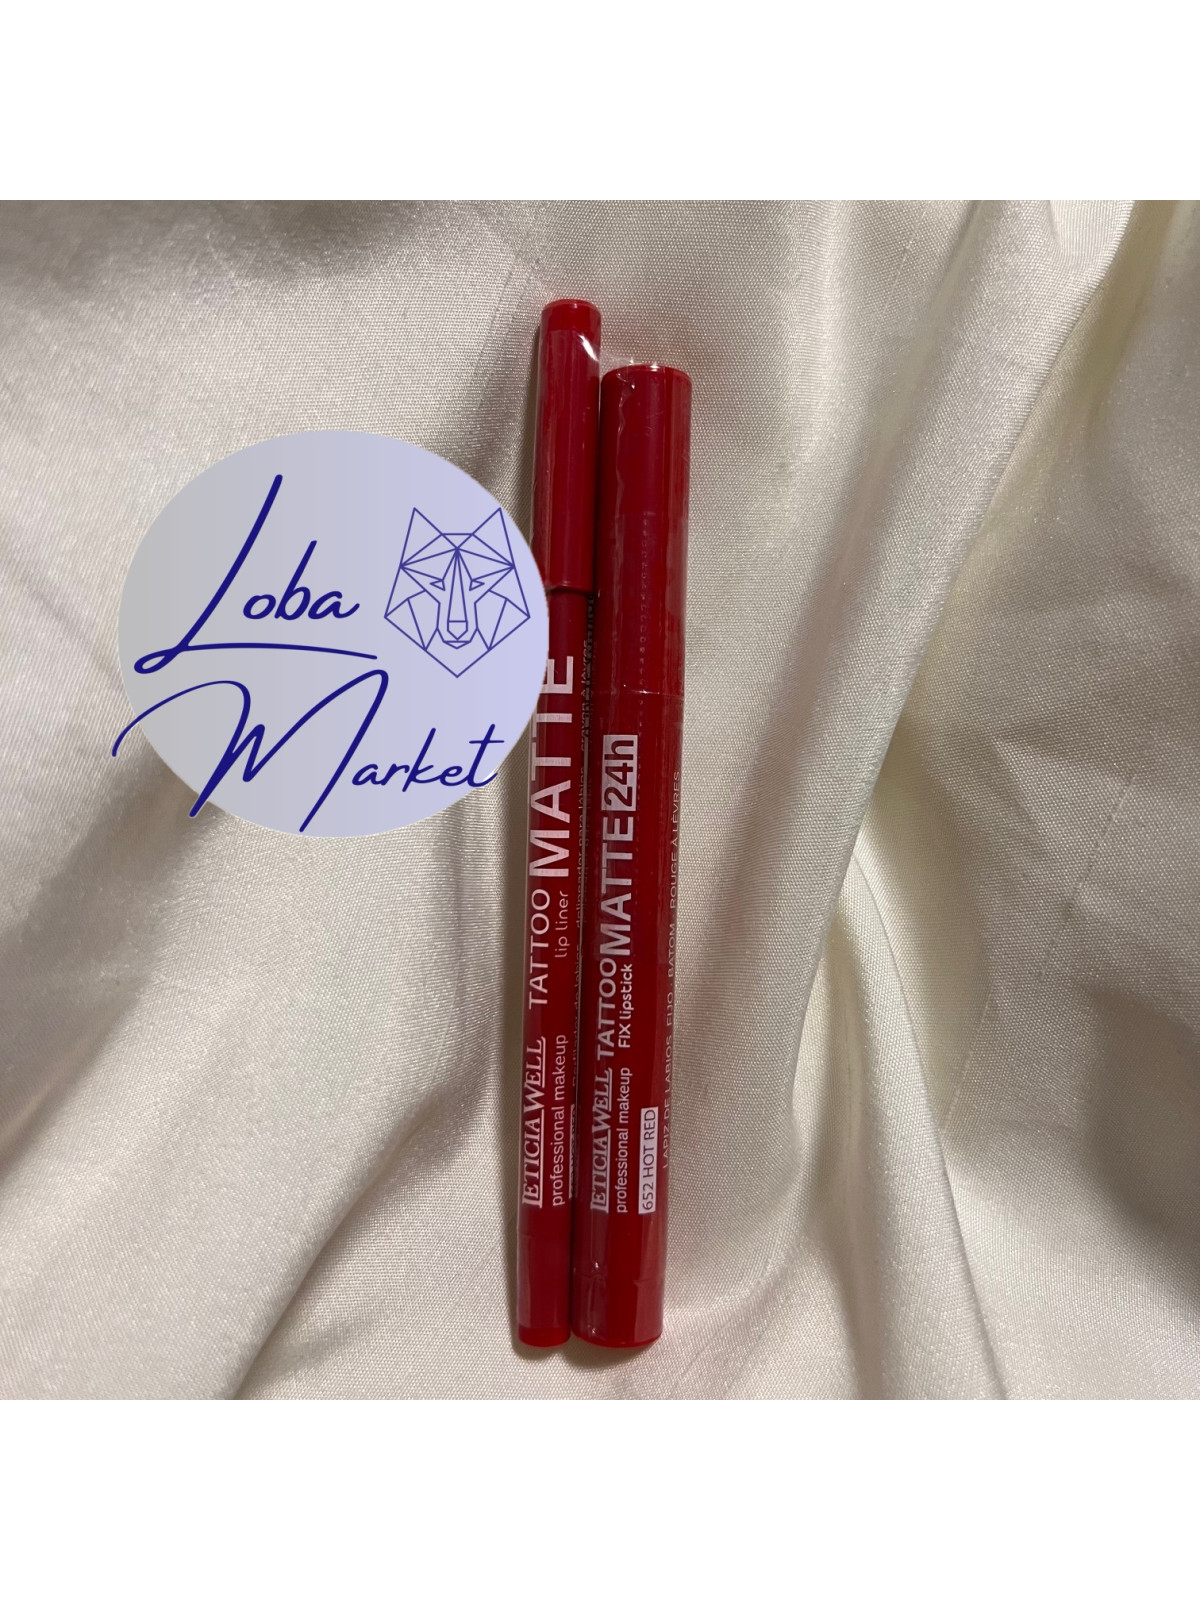 Loba
Market
LETICIA WELL
professional makeup
TATTOO MATTE
lip liner
LETICIA WELL
professional makeup
TATTOO MATTE 24h
FIX lipstick
652 HOT RED
LAPIZ DE LABIOS FIJO · BATOM · ROUGE À LÈVRES